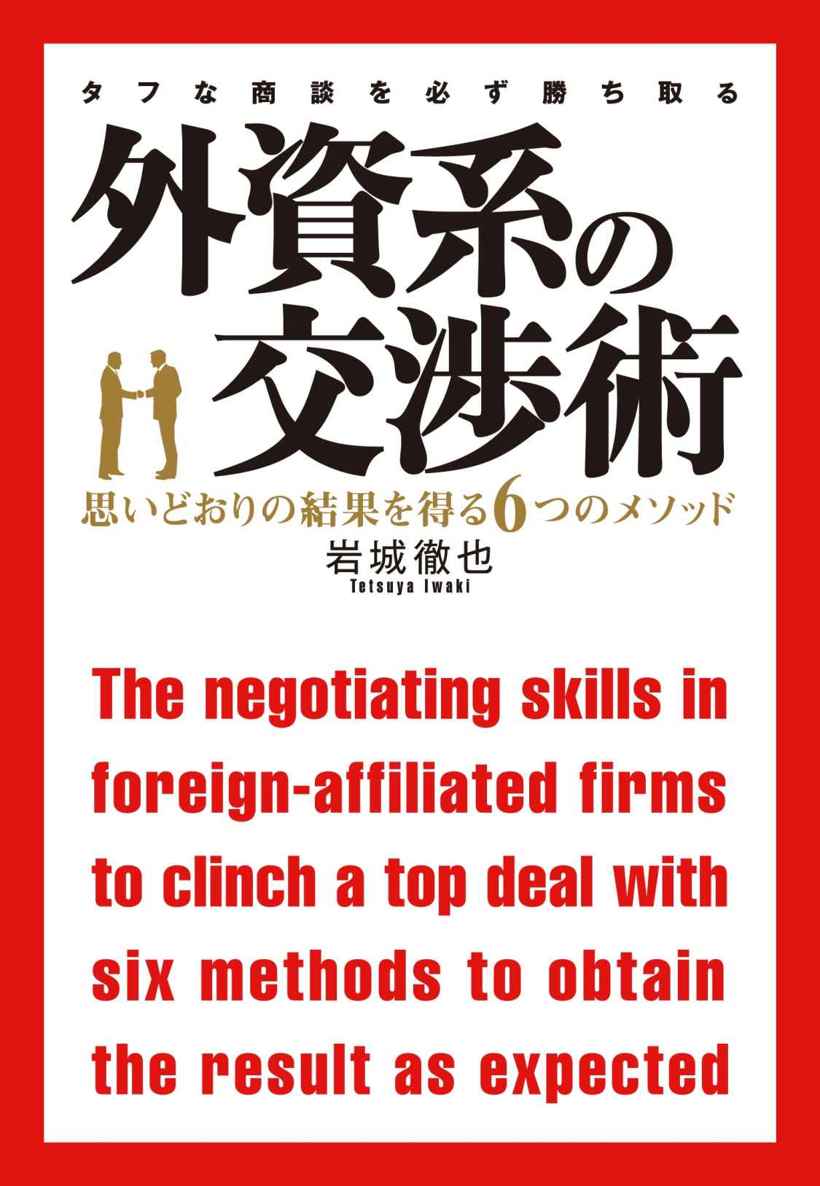 タフな商談を必ず勝ち取る
外資系の
交渉術
思いどおりの結果を得る6つのメソッド
岩城徹也
Tetsuya Iwaki
The negotiating skills in
foreign-affiliated firms
to clinch a top deal with
six methods to obtain
the result as expected